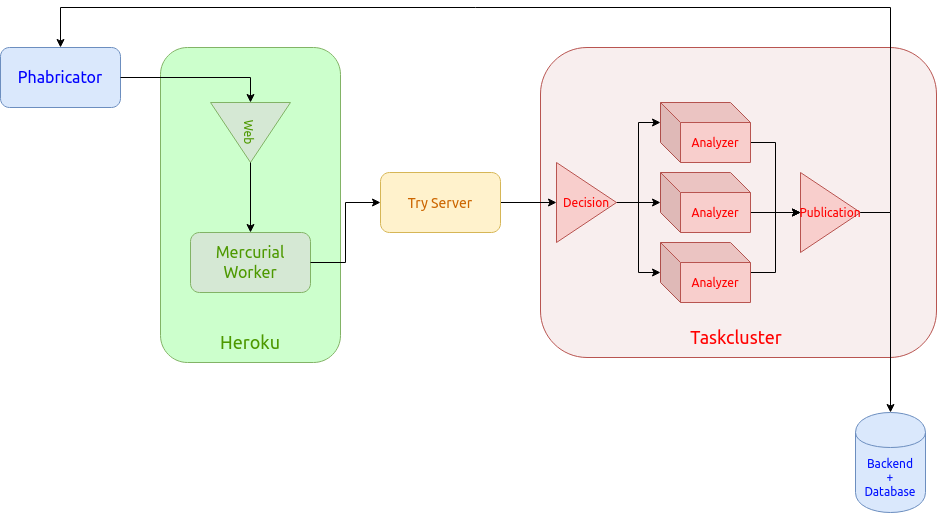 Phabricator
Web
Mercurial
Worker
Heroku
Try Server
Decision
Analyzer
Analyzer
Analyzer
Publication
Taskcluster
Backend
+
Database